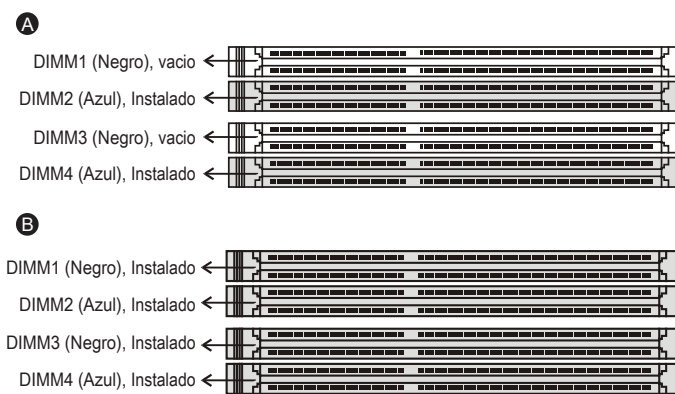 A
DIMM1 (Negro), vacio
DIMM2 (Azul), Instalado
DIMM3 (Negro), vacio
DIMM4 (Azul), Instalado
B
DIMM1 (Negro), Instalado
DIMM2 (Azul), Instalado
DIMM3 (Negro), Instalado
DIMM4 (Azul), Instalado